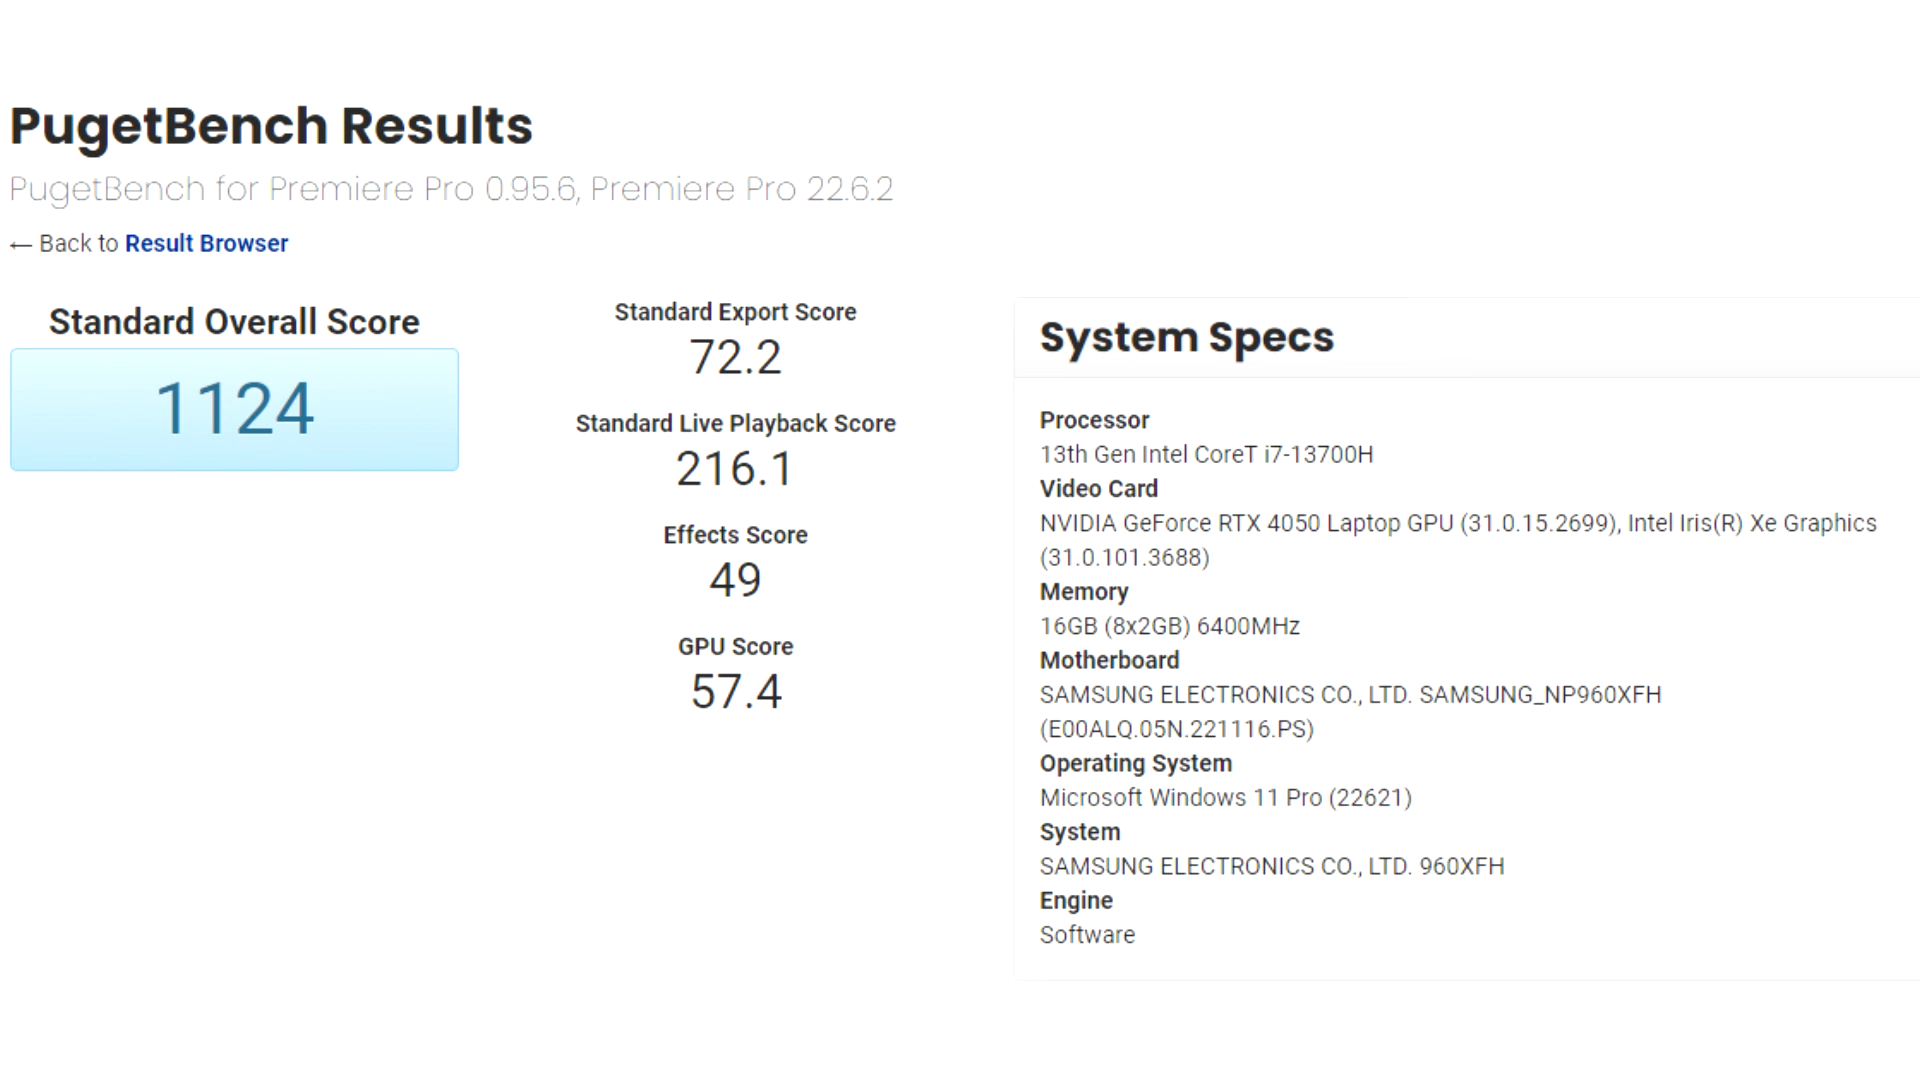 PugetBench Results
PugetBench for Premiere Pro 0.95.6, Premiere Pro 22.6.2
← Back to Result Browser
Standard Overall Score
1124
Standard Export Score
72.2
Standard Live Playback Score
216.1
Effects Score
49
GPU Score
57.4
System Specs
Processor
13th Gen Intel CoreT i7-13700H
Video Card
NVIDIA GeForce RTX 4050 Laptop GPU (31.0.15.2699), Intel Iris(R) Xe Graphics
(31.0.101.3688)
Memory
16GB (8x2GB) 6400MHz
Motherboard
SAMSUNG ELECTRONICS CO., LTD. SAMSUNG_NP960XFH
(E00ALQ.05N.221116.PS)
Operating System
Microsoft Windows 11 Pro (22621)
System
SAMSUNG ELECTRONICS CO., LTD. 960XFH
Engine
Software